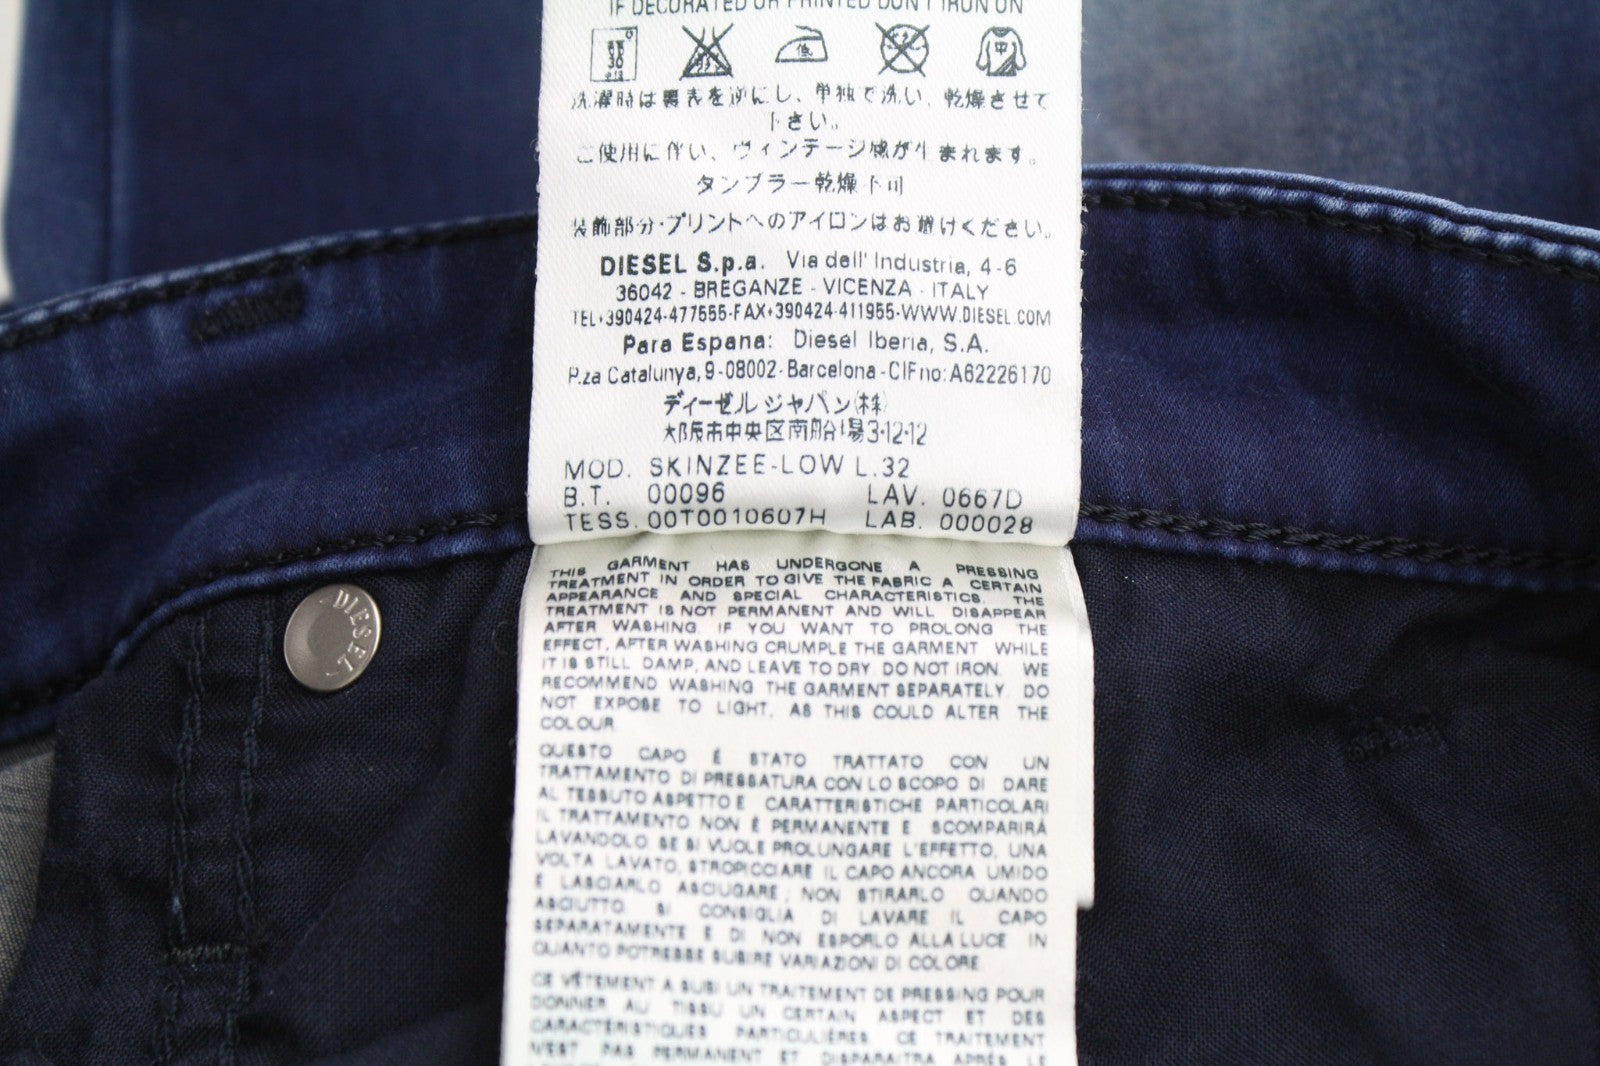 IF DECORATED OR PRINTED DON'T IRON ON
低
中
洗濯時は裏表を逆にし、単独で洗い、乾燥させて
下さい。
ご使用に伴い、ヴィンテージ感が生まれます。
タンブラー乾燥不可
装飾部分・プリントへのアイロンはお避けください。
DIESEL S.p.a. Via dell' Industria, 4-6
36042 - BREGANZE - VICENZA - ITALY
TEL+390424-477555-FAX+390424-411955-WWW.DIESEL.COM
Para Espana: Diesel Iberia, S.A.
P.za Catalunya, 9-08002-Barcelona-CIFno:A62226170
ディーゼルジャパン(株)
大阪市中央区南船場3-12-12
MOD. SKINZEE-LOW L.32
B.T. 00096 LAV. 0667D
TESS. 00T0010607H LAB. 000028
THIS GARMENT HAS UNDERGONE A PRESSING
TREATMENT IN ORDER TO GIVE THE FABRIC A CERTAIN
APPEARANCE AND SPECIAL CHARACTERISTICS. THE
TREATMENT IS NOT PERMANENT AND WILL DISAPPEAR
AFTER WASHING. IF YOU WANT TO PROLONG THE
EFFECT, AFTER WASHING CRUMPLE THE GARMENT WHILE
IT IS STILL DAMP, AND LEAVE TO DRY. DO NOT IRON. WE
RECOMMEND WASHING THE GARMENT SEPARATELY. DO
NOT EXPOSE TO LIGHT, AS THIS COULD ALTER THE
COLOUR.
QUESTO CAPO É STATO TRATTATO CON UN
TRATTAMENTO DI PRESSATURA CON LO SCOPO DI DARE
AL TESSUTO ASPETTO E CARATTERISTICHE PARTICOLARI
IL TRATTAMENTO NON É PERMANENTE E SCOMPARIRÁ
LAVANDOLO SE SI VUOLE PROLUNGARE L'EFFETTO, UNA
VOLTA LAVATO, STROPICCIARE IL CAPO ANCORA UMIDO
E LASCIARLO ASCIUGARE; NON STIRARLO QUANDO
ASCIUTTO SI CONSIGLIA DI LAVARE IL CAPO
SEPARATAMENTE E DI NON ESPORLO ALLA LUCE IN
QUANTO POTREBBE SUBIRE VARIAZIONI DI COLORE
CE VÊTEMENT A SUBI UN TRAITEMENT DE PRESSING POUR
DONNER AU TISSU UN CERTAIN ASPECT ET DES
CARACTÉRISTIQUES PARTICULIÈRES CE TRAITEMENT
N'EST PAS PERMANENT ET DISPARAITRA APRÈS LE
DIESEL